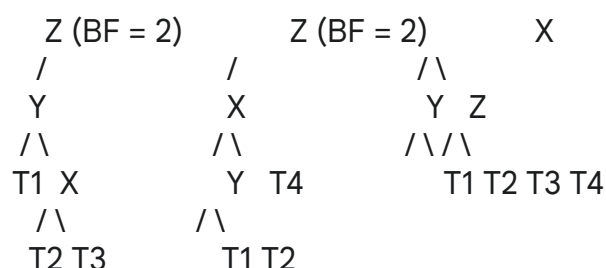 Z (BF = 2) Z (BF = 2) X
/ / / \
Y X Y Z
/ \ / \ / \ / \
T1 X Y T4 T1 T2 T3 T4
/ \ / \
T2 T3 T1 T2